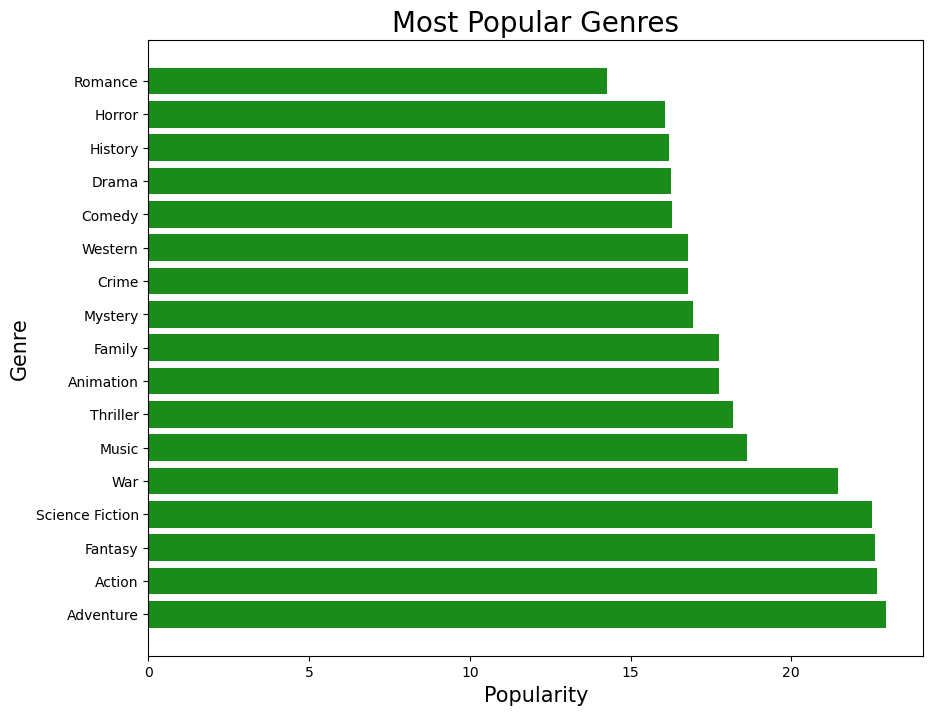 Most Popular Genres
Genre
Romance
Horror
History
Drama
Comedy
Western
Crime
Mystery
Family
Animation
Thriller
Music
War
Science Fiction
Fantasy
Action
Adventure
0 5 10 15 20
Popularity